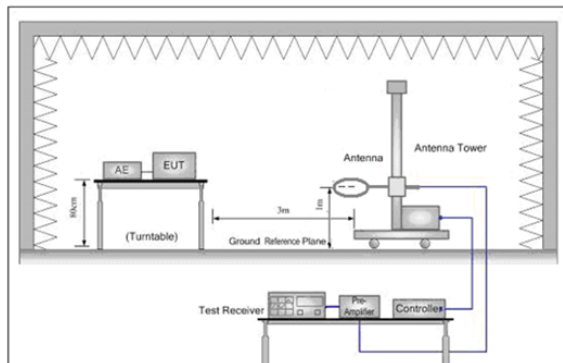 Antenna Tower
Antenna
AE
EUT
80cm
3m
1m
(Turntable)
Ground Reference Plane
Test Receiver
Pre-
Amplifier
Controller